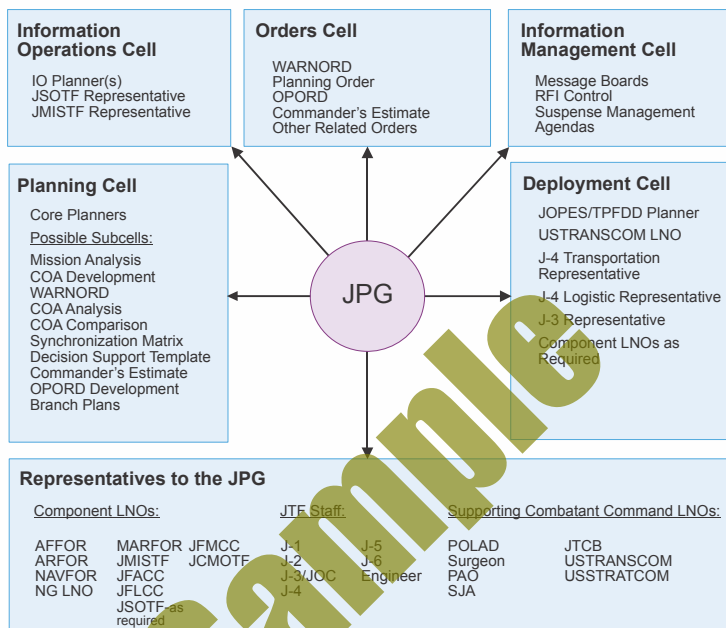 Information
Operations Cell
IO Planner(s)
JSOTF Representative
JMISTF Representative
Orders Cell
WARNORD
Planning Order
OPORD
Commander's Estimate
Other Related Orders
Information
Management Cell
Message Boards
RFI Control
Suspense Management
Agendas
Planning Cell
Core Planners
Possible Subcells:
Mission Analysis
COA Development
WARNORD
COA Analysis
COA Comparison
Synchronization Matrix
Decision Support Template
Commander's Estimate
OPORD Development
Branch Plans
JPG
Deployment Cell
JOPES/TPFDD Planner
USTRANSCOM LNO
J-4 Transportation
Representative
J-4 Logistic Representative
J-3 Representative
Component LNOs as
Required
Representatives to the JPG
Component LNOs:
AFFOR
ARFOR
NAVFOR
NG LNO
MARFOR
JMISTF
JFACC
JFLCC
JSOTF-as
required
JFMCC
JCMOTF
JTF Staff:
J-1
J-2
J-3/JOC
J-4
J-5
J-6
Engineer
Supporting Combatant Command LNOs:
POLAD
Surgeon
PAO
SJA
JTCB
USTRANSCOM
USSTRATCOM
Sample